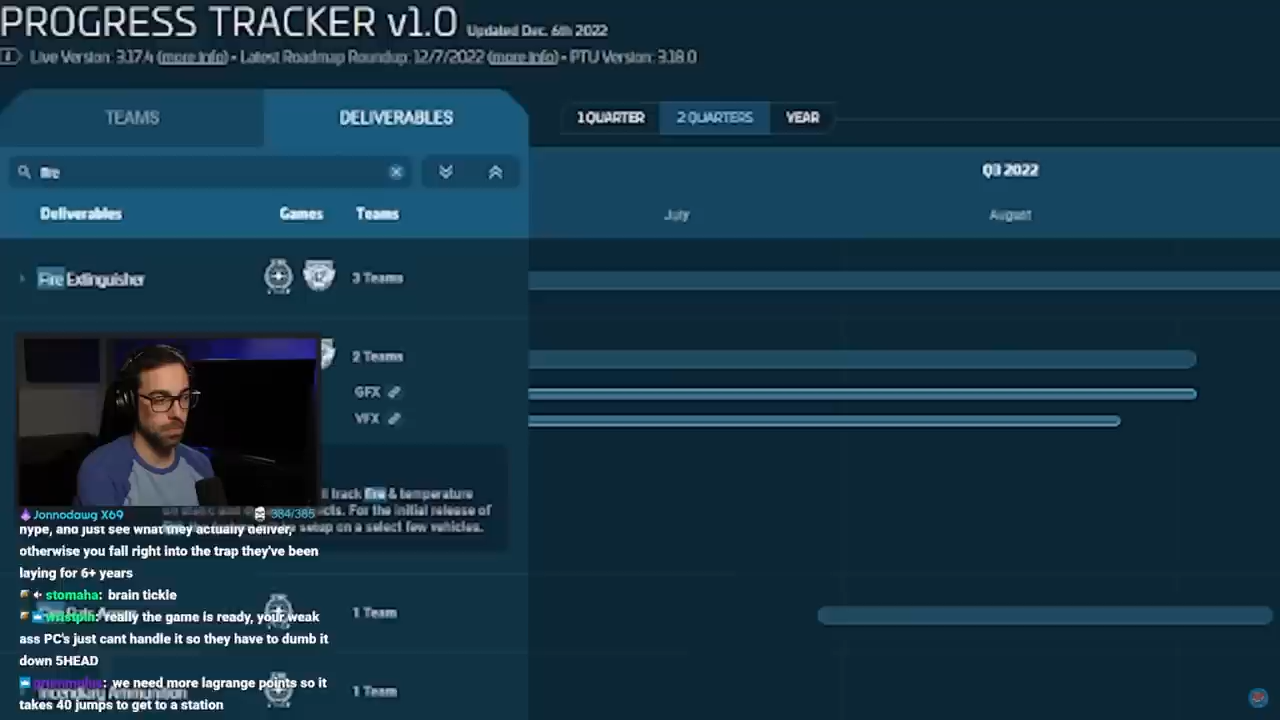 PROGRESS TRACKER v1.0 Updated Dec. 6th 2022
Live Version: 3.17.4 (more info) - Latest Roadmap Roundup: 12/7/2022 (more info) - PTU Version: 3.18.0
TEAMS DELIVERABLES 1 QUARTER 2 QUARTERS YEAR
fire
Q3 2022
Deliverables Games Teams July August
Fire Extinguisher 3 Teams
2 Teams
GFX
VFX
track fire & temperature
For the initial release of
setup on a select few vehicles.
Jonnodawg X69 384/385
hype, and just see what they actually deliver,
otherwise you fall right into the trap they've been
laying for 6+ years
stomaha: brain tickle
wristpin: really the game is ready, your weak
ass PC's just cant handle it so they have to dumb it
down 5HEAD
1 Team
we need more lagrange points so it
takes 40 jumps to get to a station
Incendiary Ammunition 1 Team